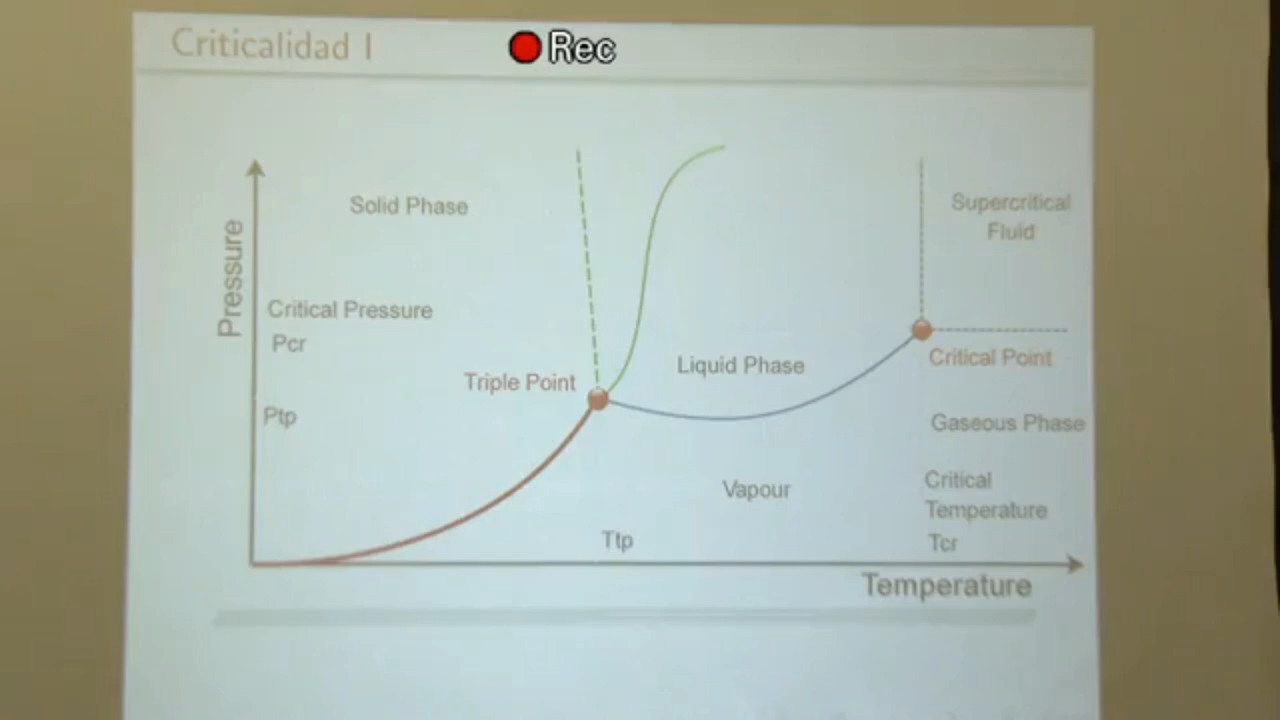 Criticalidad I
Rec
Solid Phase
Supercritical
Fluid
Pressure
Critical Pressure
Pcr
Liquid Phase
Critical Point
Triple Point
Ptp
Gaseous Phase
Vapour
Critical
Temperature
Tcr
Ttp
Temperature